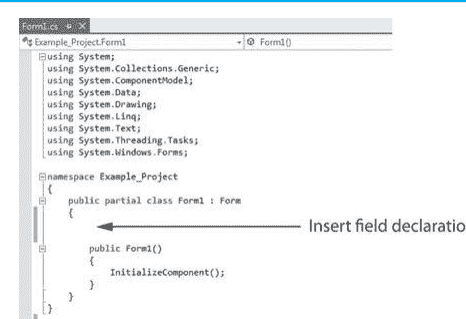 Form1.cs
Example_Project.Form1 Form1()
using System;
using System.Collections.Generic;
using System.ComponentModel;
using System.Data;
using System.Drawing;
using System.Linq;
using System.Text;
using System.Threading.Tasks;
using System.Windows.Forms;
namespace Example_Project
{
public partial class Form1 : Form
{
Insert field declaratio
public Form1()
{
InitializeComponent();
}
}
}